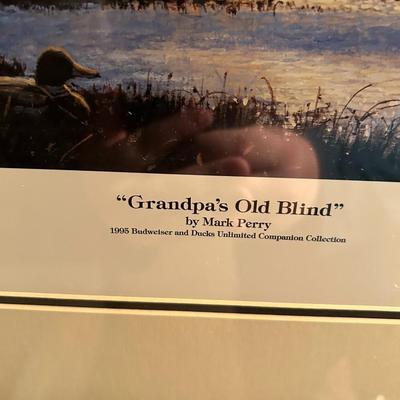 “Grandpa's Old Blind”
by Mark Perry
1995 Budweiser and Ducks Unlimited Companion Collection